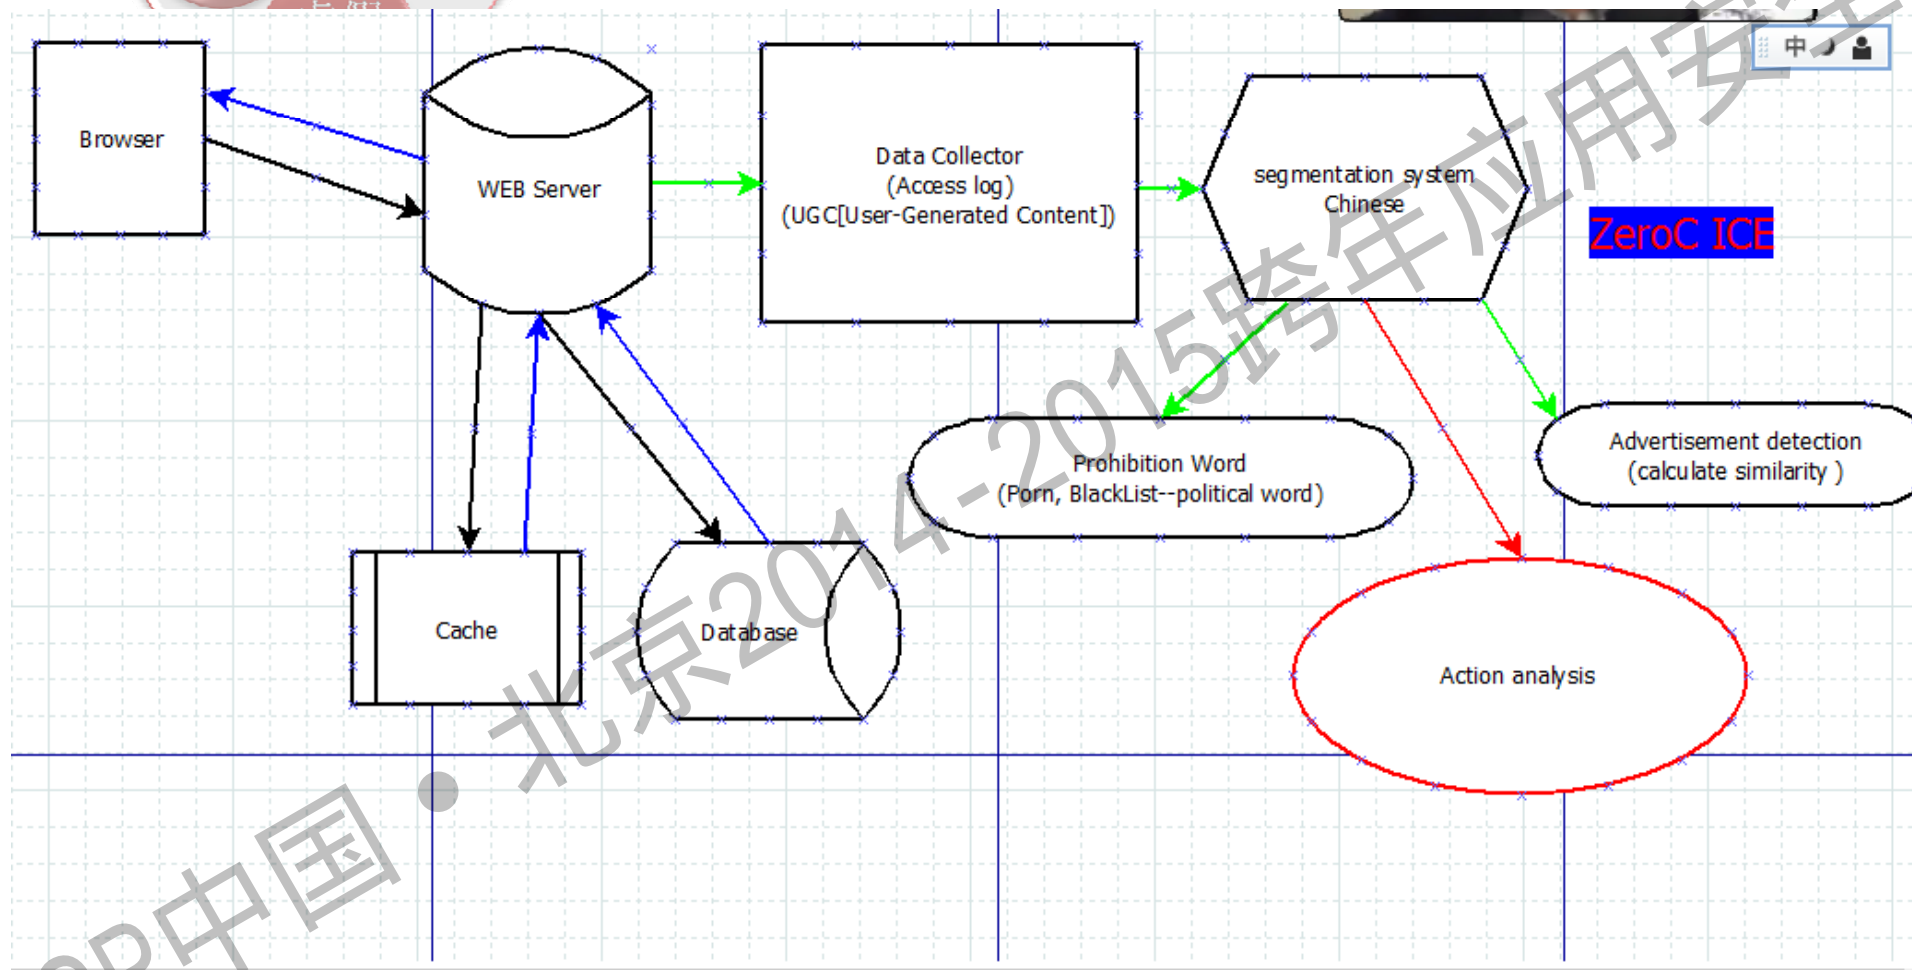 中
Browser
WEB Server
Data Collector
(Access log)
(UGC[User-Generated Content])
segmentation system
Chinese
ZeroC ICE
Prohibition Word
(Porn, BlackList--political word)
Advertisement detection
(calculate similarity )
Cache
Database
Action analysis
P中国·北京2014-2015跨年应用安全